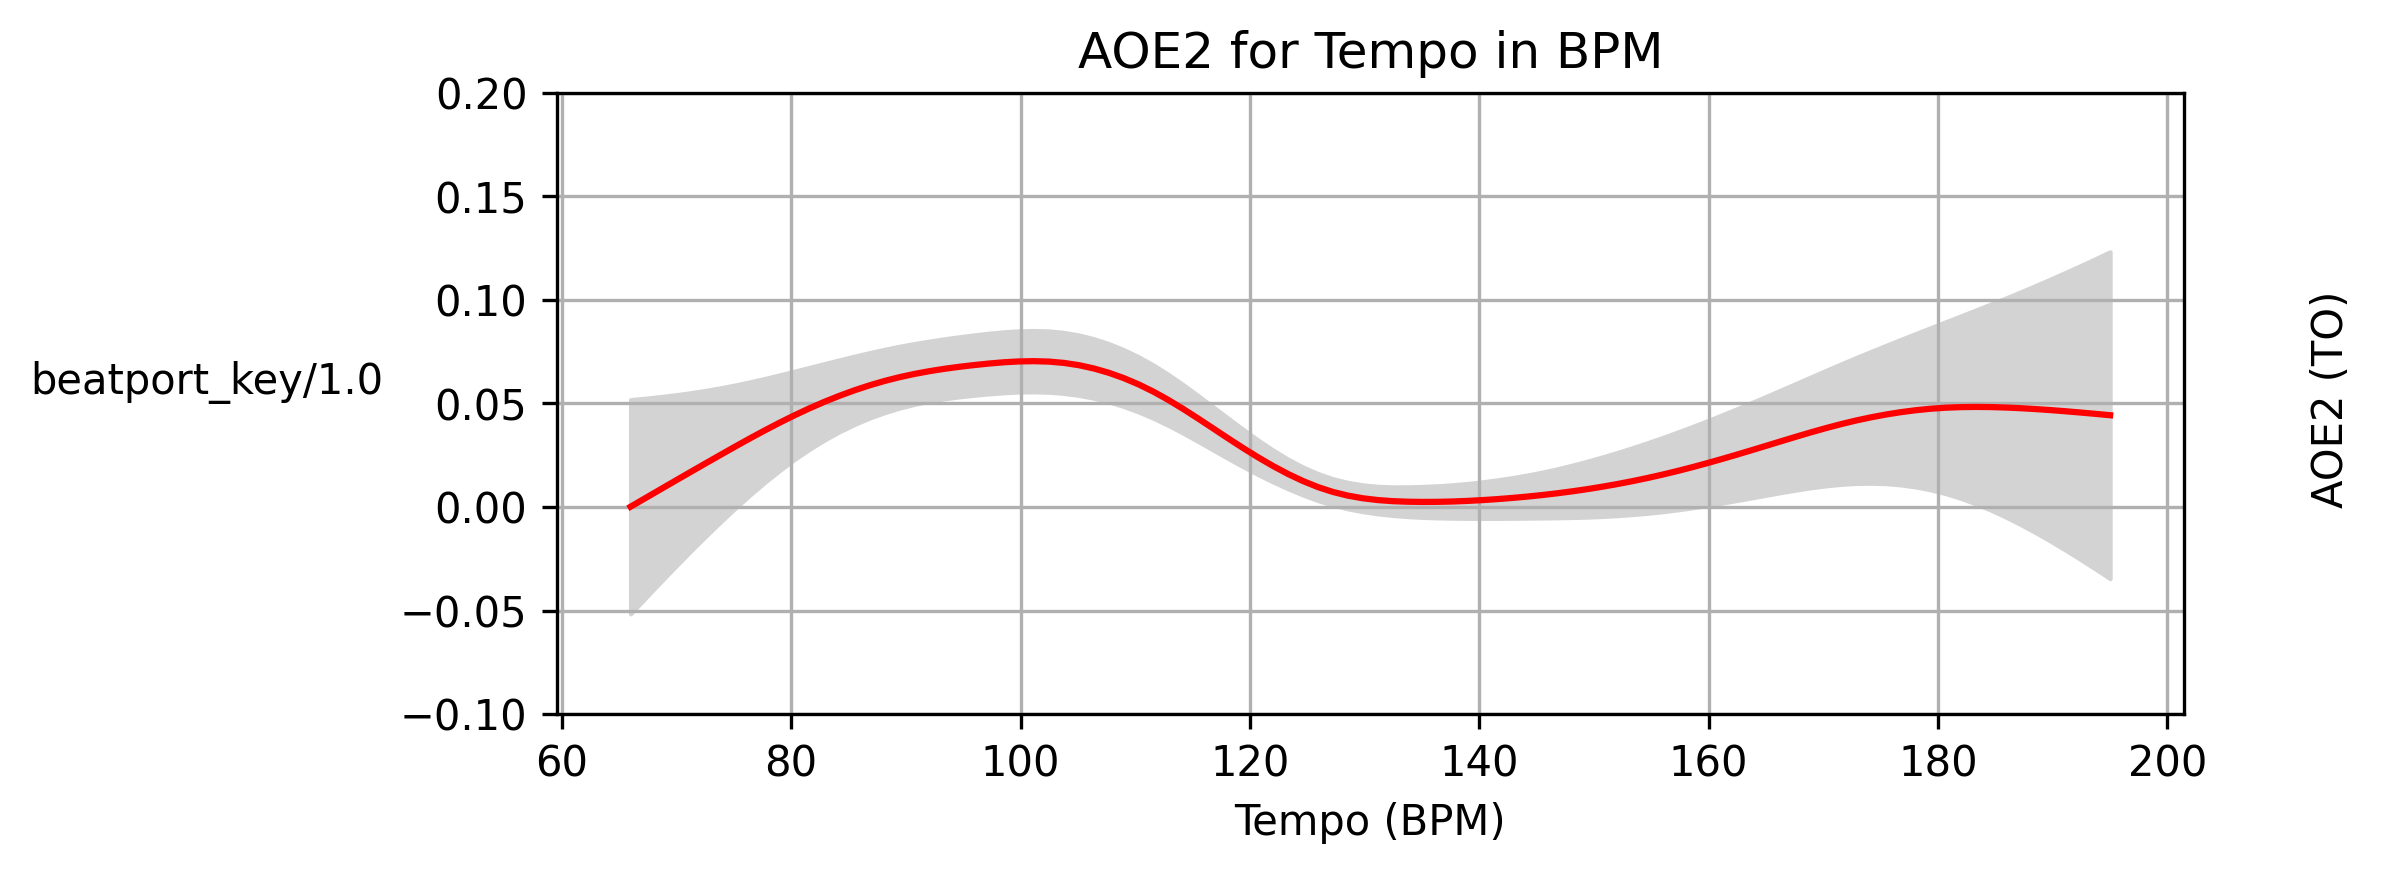 AOE2 for Tempo in BPM
0.20
0.15
0.10
0.05
0.00
−0.05
−0.10
beatport_key/1.0
AOE2 (TO)
60 80 100 120 140 160 180 200
Tempo (BPM)